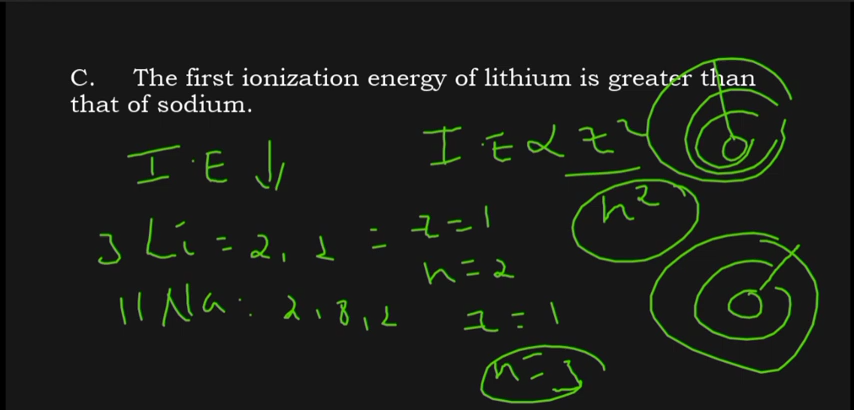 C. The first ionization energy of lithium is greater than
that of sodium.
I.E ↓
I.E ∝ z²
n²
3 Li = 2, 1 = z = 1
n = 2
11 Na: 2, 8, 1 z = 1
n = 3